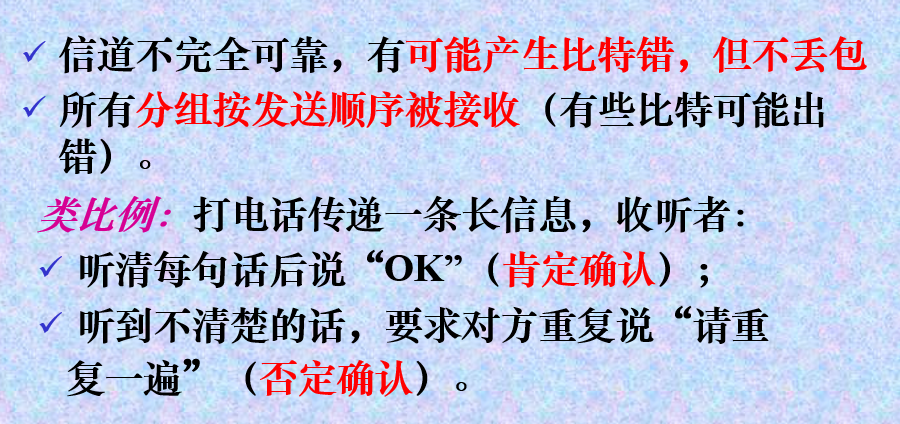 信道不完全可靠，有可能产生比特错，但不丢包
所有分组按发送顺序被接收（有些比特可能出
错）。
类比例：打电话传递一条长信息，收听者：
听清每句话后说“OK”（肯定确认）；
听到不清楚的话，要求对方重复说“请重
复一遍”（否定确认）。